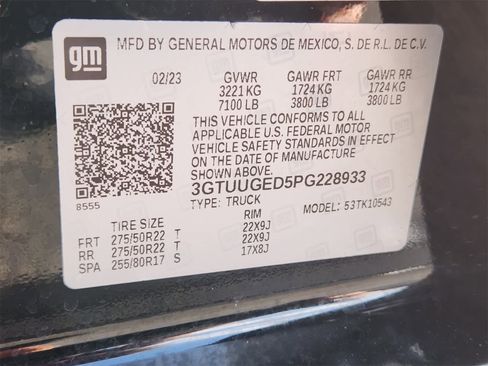 gm MFD BY GENERAL MOTORS DE MEXICO, S. DE R.L. DE C.V.
02/23 GVWR GAWR FRT GAWR RR
3221 KG 1724 KG 1724 KG
7100 LB 3800 LB 3800 LB
THIS VEHICLE CONFORMS TO ALL
APPLICABLE U.S. FEDERAL MOTOR
VEHICLE SAFETY STANDARDS IN EFFECT
ON THE DATE OF MANUFACTURE
SHOWN ABOVE.
3GTUUGED5PG228933
8555 TYPE: TRUCK MODEL: 53TK10543
TIRE SIZE RIM
FRT 275/50R22 T 22X9J
RR 275/50R22 T 22X9J
SPA 255/80R17 S 17X8J